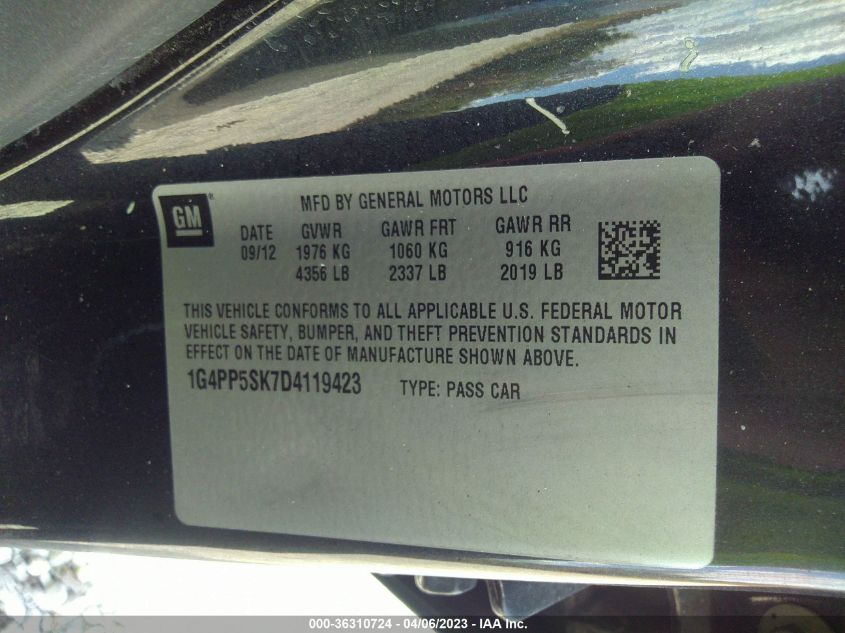 MFD BY GENERAL MOTORS LLC
GM®
DATE GVWR GAWR FRT GAWR RR
09/12 1976 KG 1060 KG 916 KG
4356 LB 2337 LB 2019 LB
THIS VEHICLE CONFORMS TO ALL APPLICABLE U.S. FEDERAL MOTOR
VEHICLE SAFETY, BUMPER, AND THEFT PREVENTION STANDARDS IN
EFFECT ON THE DATE OF MANUFACTURE SHOWN ABOVE.
1G4PP5SK7D4119423 TYPE: PASS CAR
000-36310724 - 04/06/2023 - IAA Inc.